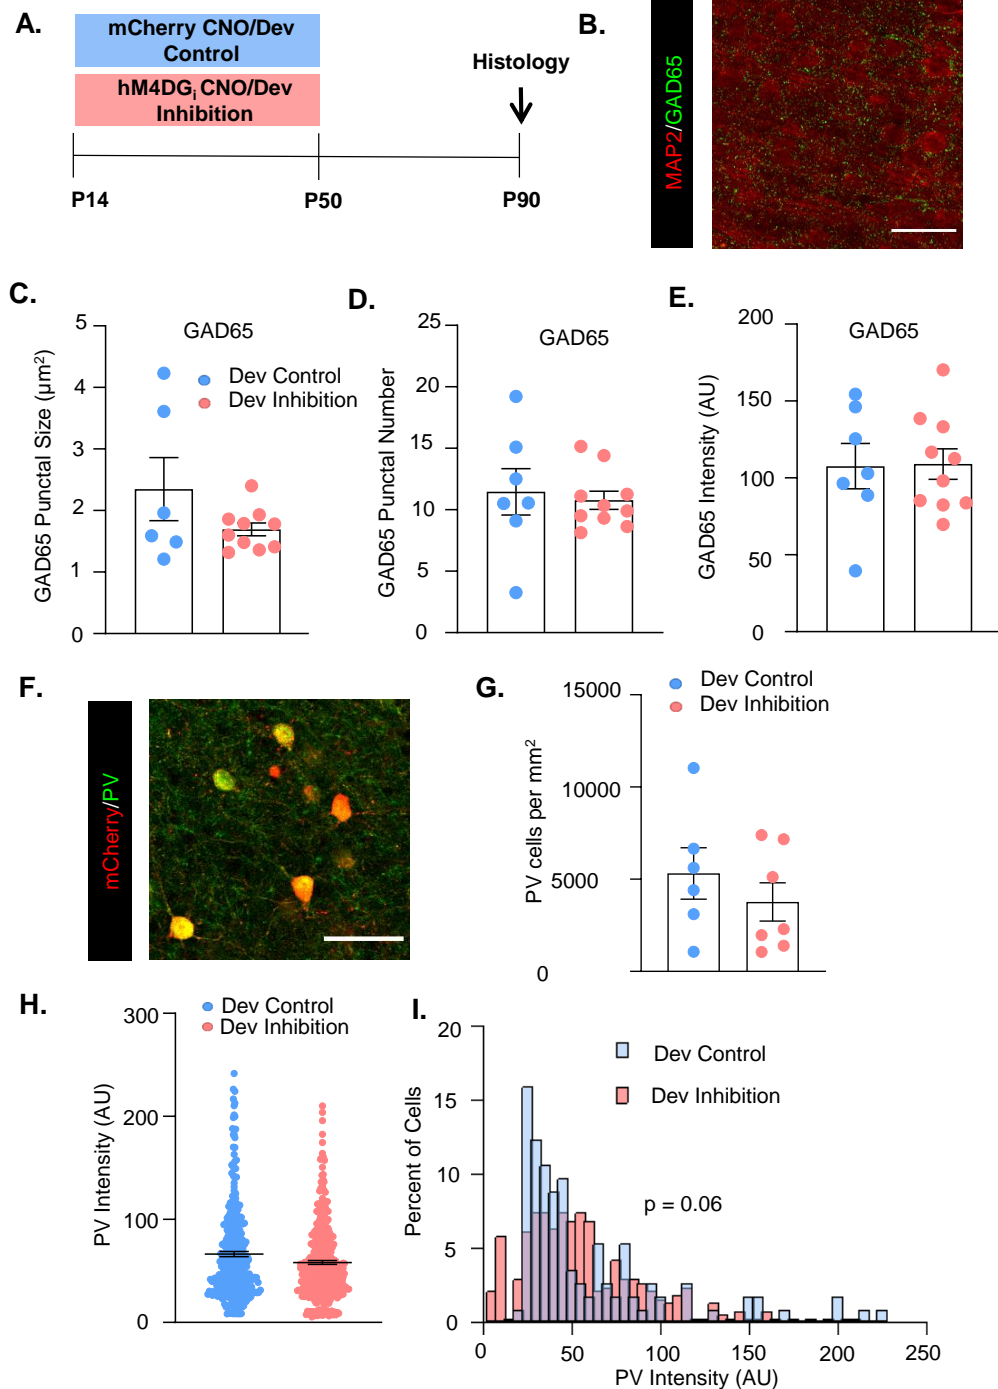 A.
mCherry CNO/Dev
Control
hM4DGi CNO/Dev
Inhibition
Histology
P14
P50
P90
B.
MAP2/GAD65
C.
GAD65
GAD65 Punctal Size (µm²)
5
4
3
2
1
0
Dev Control
Dev Inhibition
D.
GAD65
GAD65 Punctal Number
25
20
15
10
5
0
E.
GAD65
GAD65 Intensity (AU)
200
150
100
50
0
F.
mCherry/PV
G.
Dev Control
Dev Inhibition
PV cells per mm²
15000
10000
5000
0
H.
Dev Control
Dev Inhibition
PV Intensity (AU)
300
200
100
0
I.
Dev Control
Dev Inhibition
Percent of Cells
20
15
10
5
0
p = 0.06
0
50
100
150
200
250
PV Intensity (AU)